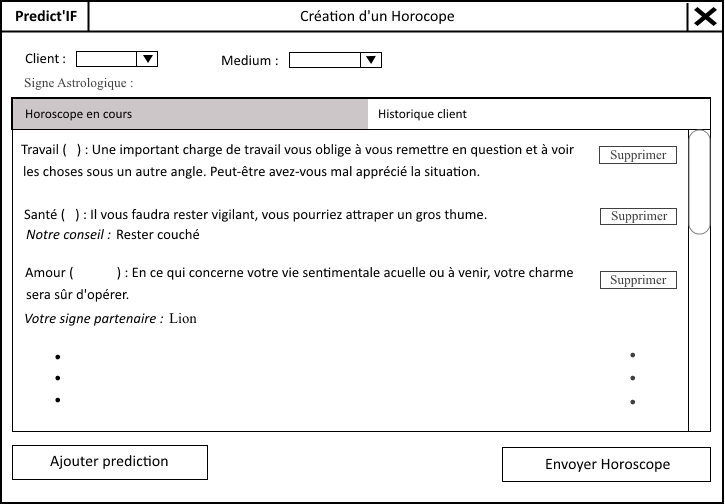 Predict'IF
Création d'un Horocope
Client :
Medium :
Signe Astrologique :
Horoscope en cours
Historique client
Travail (  ) : Une important charge de travail vous oblige à vous remettre en question et à voir
les choses sous un autre angle. Peut-être avez-vous mal apprécié la situation.
Supprimer
Santé (  ) : Il vous faudra rester vigilant, vous pourriez attraper un gros thume.
Supprimer
Notre conseil : Rester couché
Amour (      ) : En ce qui concerne votre vie sentimentale acuelle ou à venir, votre charme
sera sûr d'opérer.
Supprimer
Votre signe partenaire : Lion
Ajouter prediction
Envoyer Horoscope